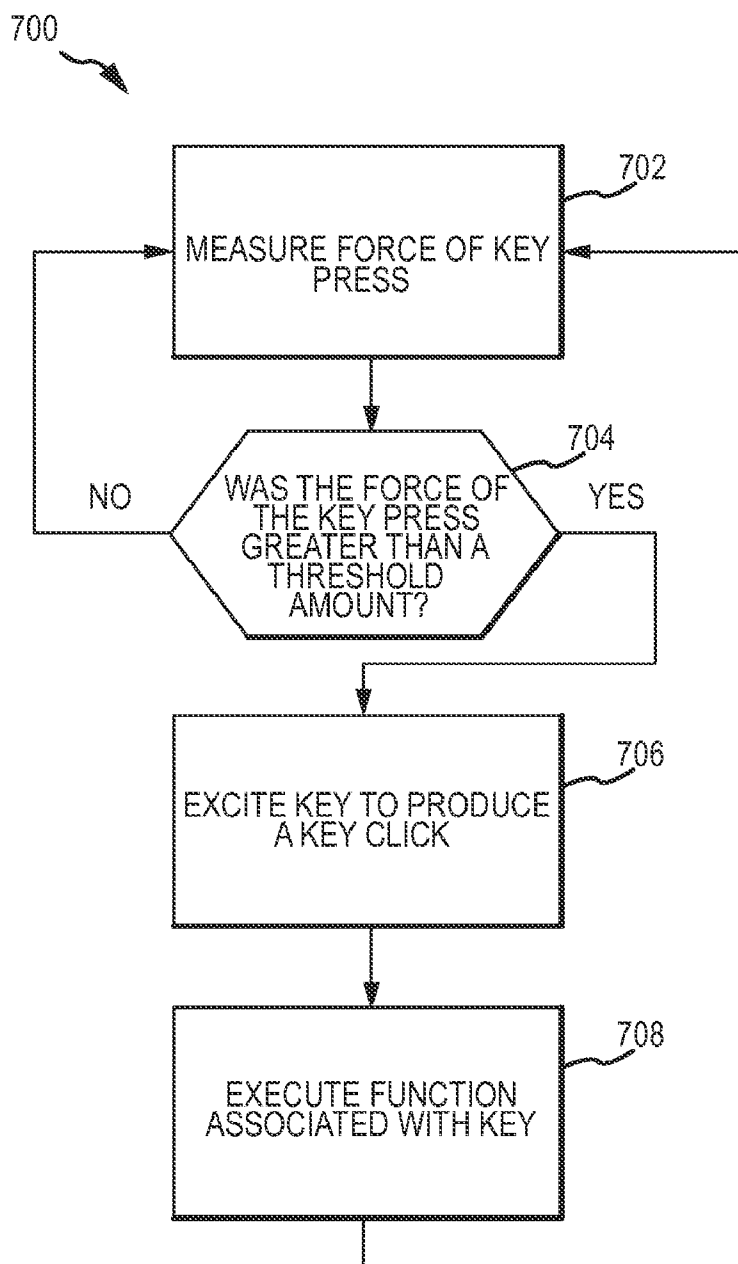 700
702
MEASURE FORCE OF KEY
PRESS
704
NO
WAS THE FORCE OF
THE KEY PRESS
GREATER THAN A
THRESHOLD
AMOUNT?
YES
706
EXCITE KEY TO PRODUCE
A KEY CLICK
708
EXECUTE FUNCTION
ASSOCIATED WITH KEY